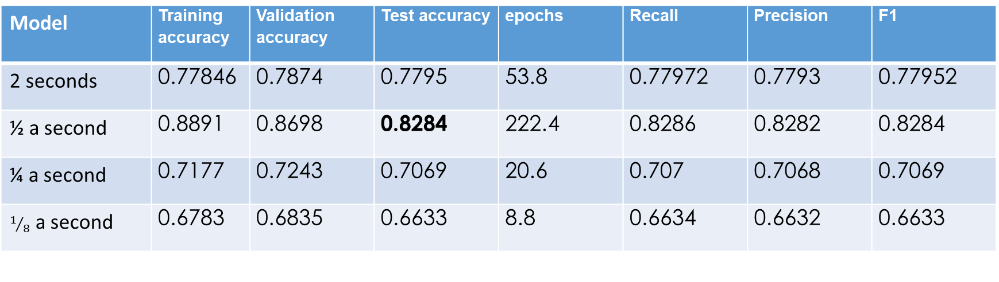 Model Training accuracy Validation accuracy Test accuracy epochs Recall Precision F1
2 seconds 0.77846 0.7874 0.7795 53.8 0.77972 0.7793 0.77952
½ a second 0.8891 0.8698 0.8284 222.4 0.8286 0.8282 0.8284
¼ a second 0.7177 0.7243 0.7069 20.6 0.707 0.7068 0.7069
1/8 a second 0.6783 0.6835 0.6633 8.8 0.6634 0.6632 0.6633